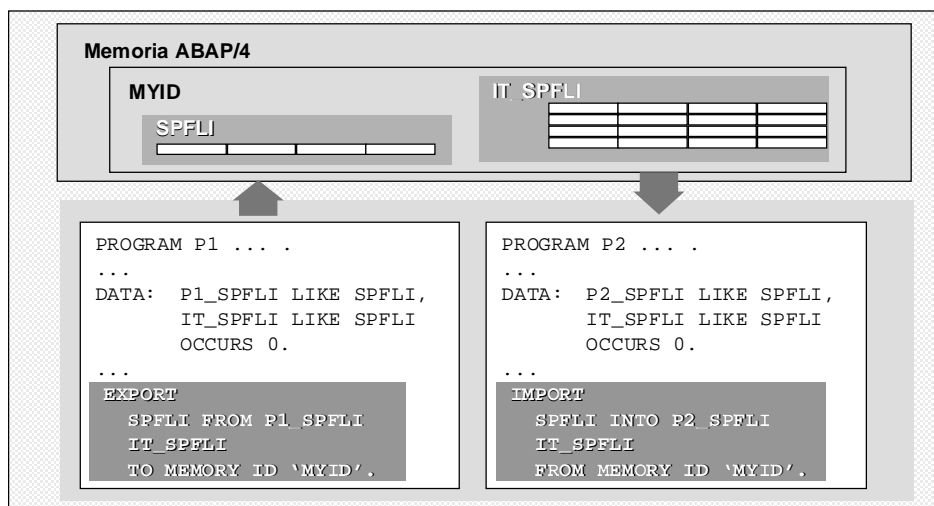 Memoria ABAP/4
MYID
IT_SPFLI
SPFLI
PROGRAM P1 ... .
...
DATA: P1_SPFLI LIKE SPFLI,
IT_SPFLI LIKE SPFLI
OCCURS 0.
...
EXPORT
SPFLI FROM P1_SPFLI
IT_SPFLI
TO MEMORY ID ‘MYID’.
PROGRAM P2 ... .
...
DATA: P2_SPFLI LIKE SPFLI,
IT_SPFLI LIKE SPFLI
OCCURS 0.
...
IMPORT
SPFLI INTO P2_SPFLI
IT_SPFLI
FROM MEMORY ID ‘MYID’.